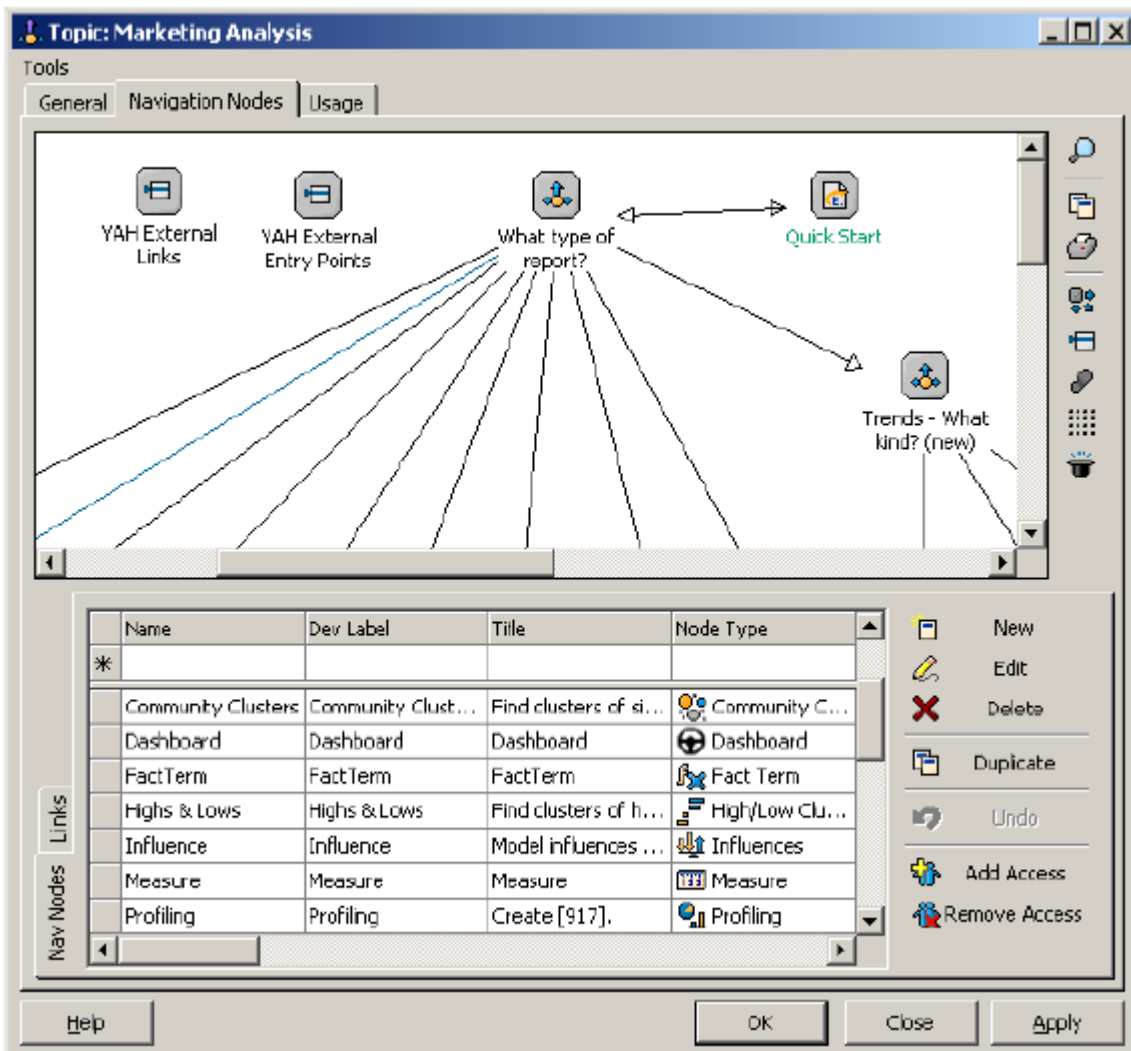 Topic: Marketing Analysis
Tools
General Navigation Nodes Usage
YAH External
Links
YAH External
Entry Points
What type of
report?
Quick Start
Trends - What
kind? (new)
Name Dev Label Title Node Type
Community Clusters Community Clust... Find clusters of si... Community C...
Dashboard Dashboard Dashboard Dashboard
FactTerm FactTerm FactTerm Fact Term
Highs & Lows Highs & Lows Find clusters of h... High/Low Clu...
Influence Influence Model influences ... Influences
Measure Measure Measure Measure
Profiling Profiling Create [917]. Profiling
Links
Nav Nodes
New
Edit
Delete
Duplicate
Undo
Add Access
Remove Access
Help OK Close Apply